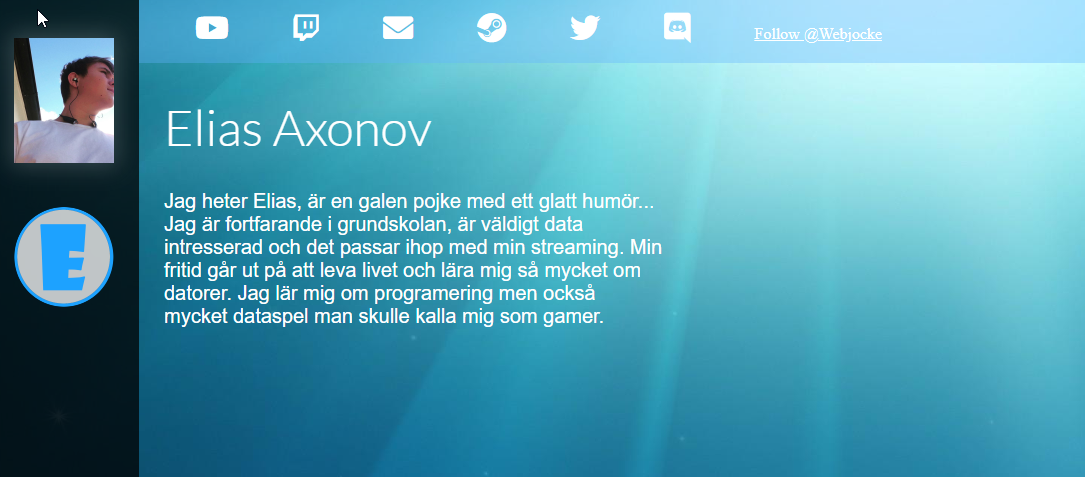 Follow @Webjocke
Elias Axonov
Jag heter Elias, är en galen pojke med ett glatt humör...
Jag är fortfarande i grundskolan, är väldigt data
intresserad och det passar ihop med min streaming. Min
fritid går ut på att leva livet och lära mig så mycket om
datorer. Jag lär mig om programering men också
mycket dataspel man skulle kalla mig som gamer.
E